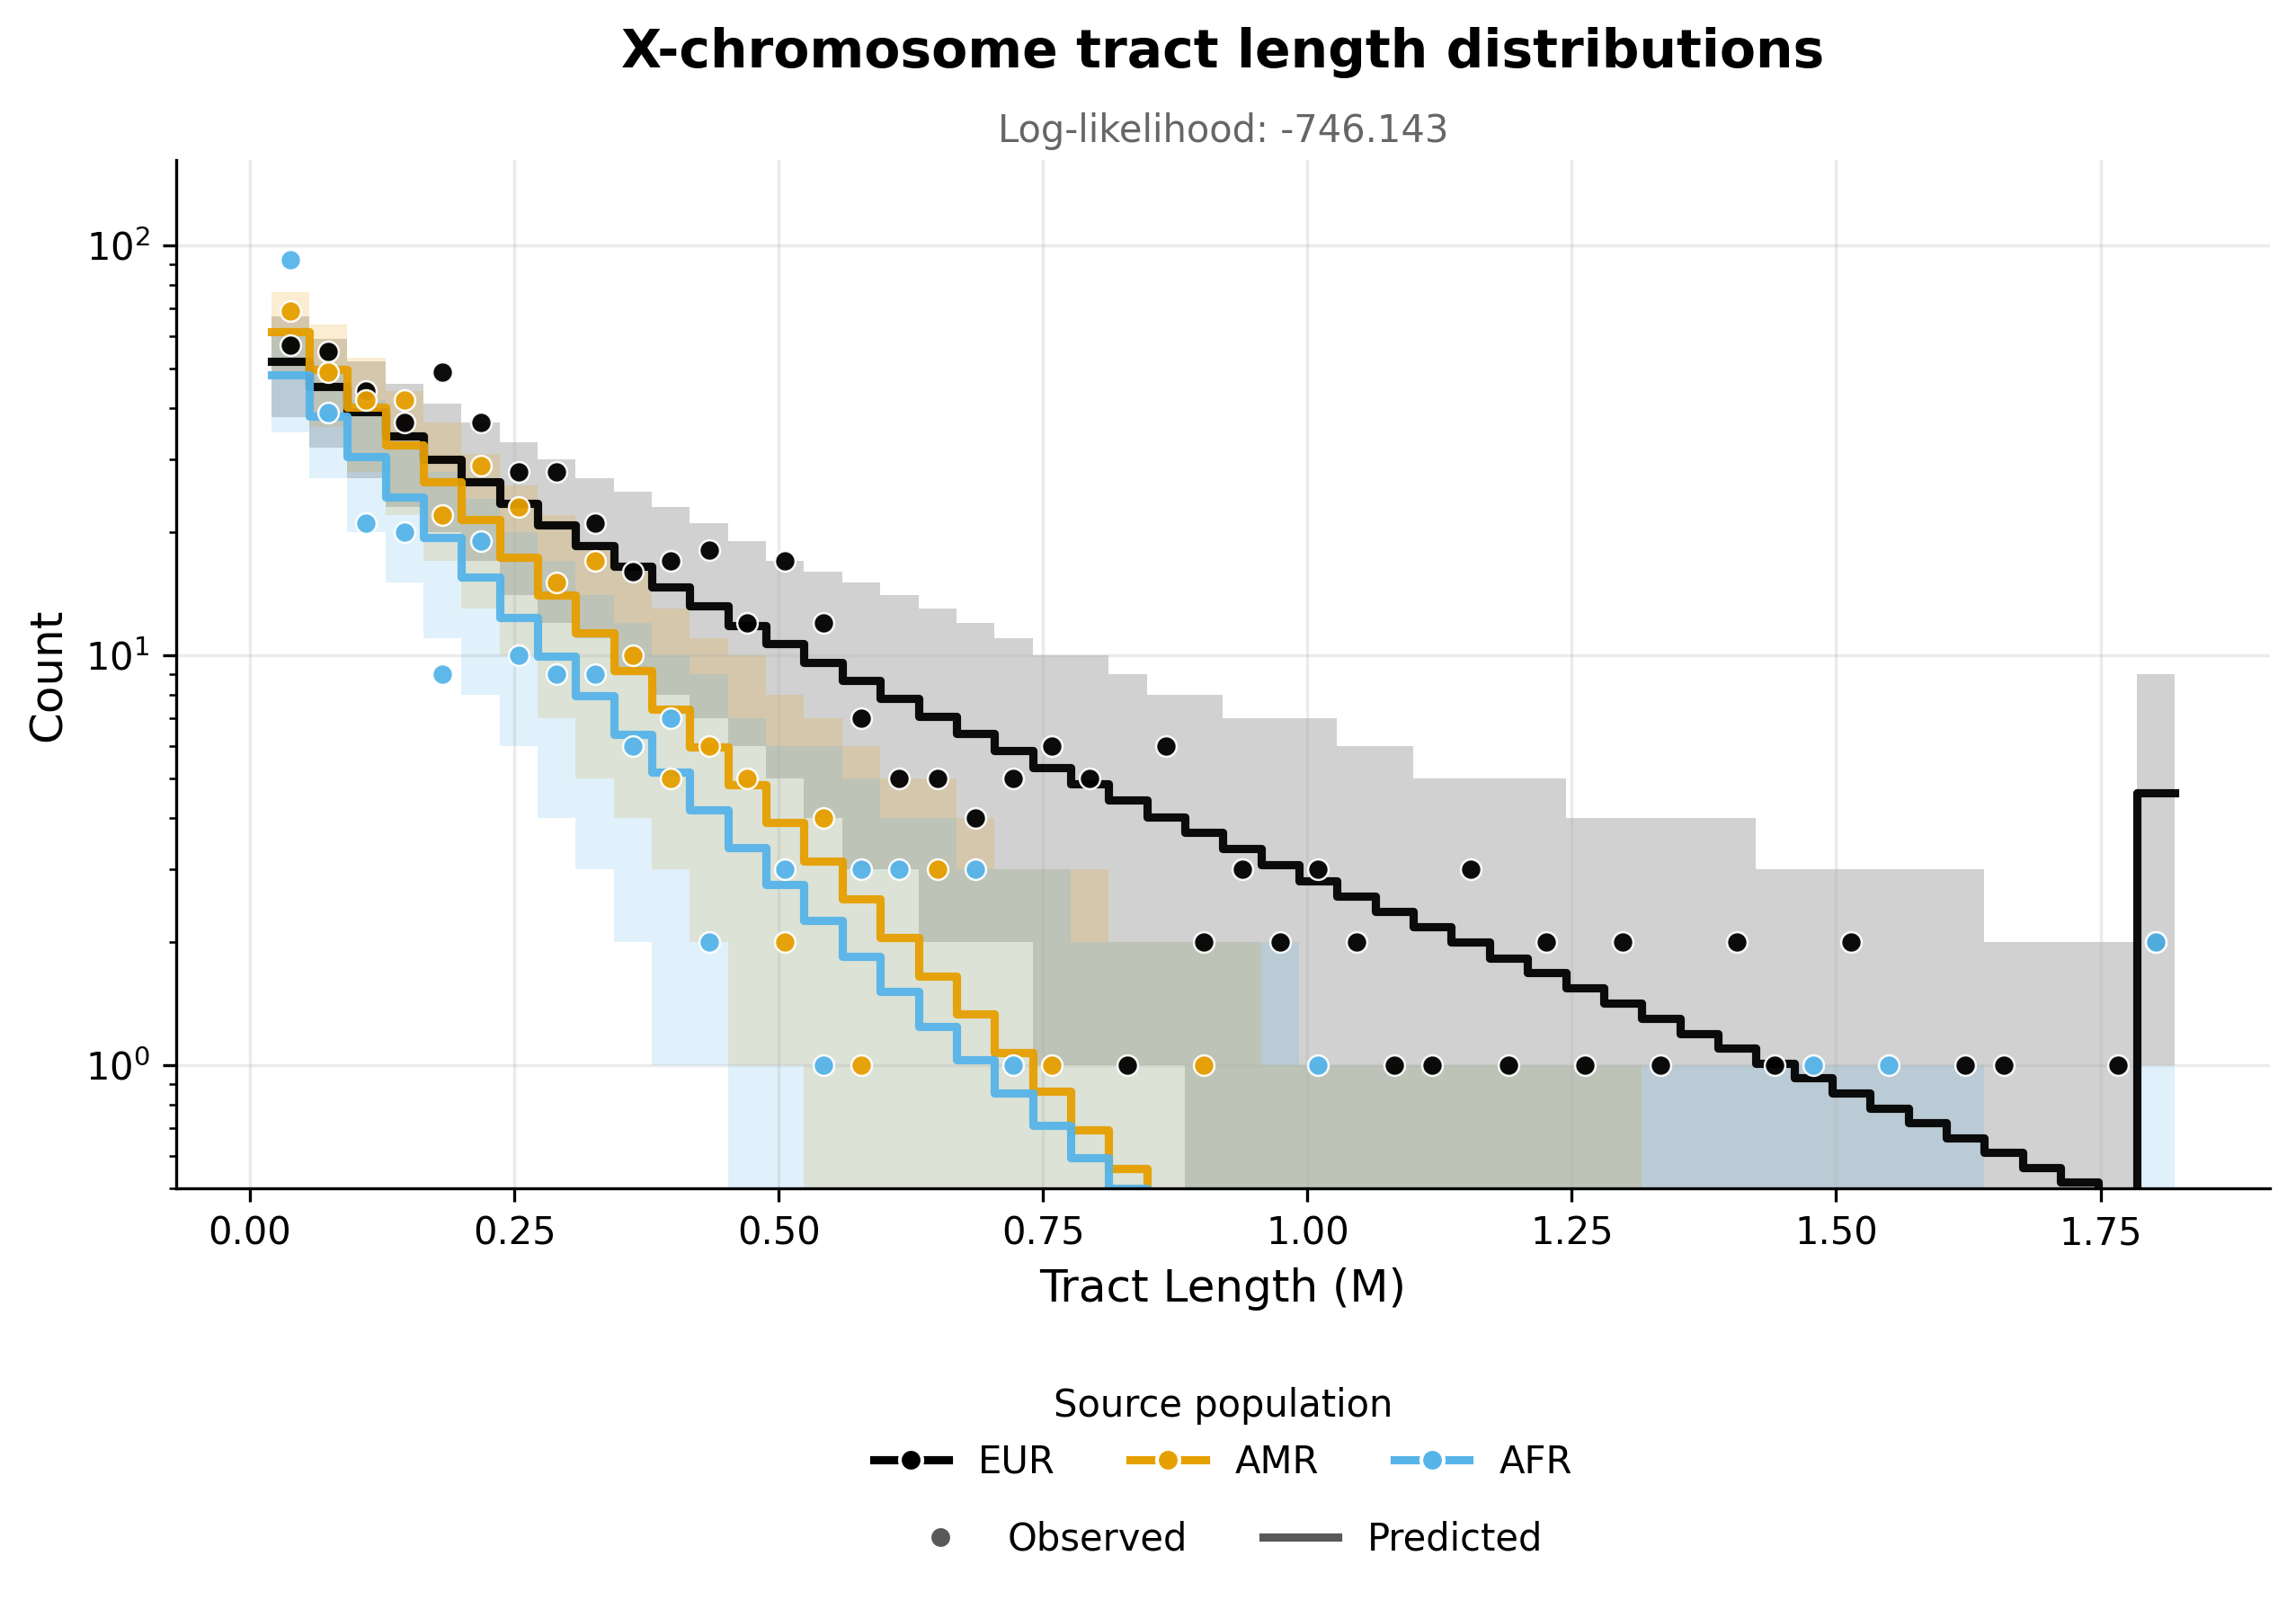 X-chromosome tract length distributions
Log-likelihood: -746.143
Count
10²
10¹
10⁰
0.00 0.25 0.50 0.75 1.00 1.25 1.50 1.75
Tract Length (M)
Source population
EUR AMR AFR
Observed Predicted